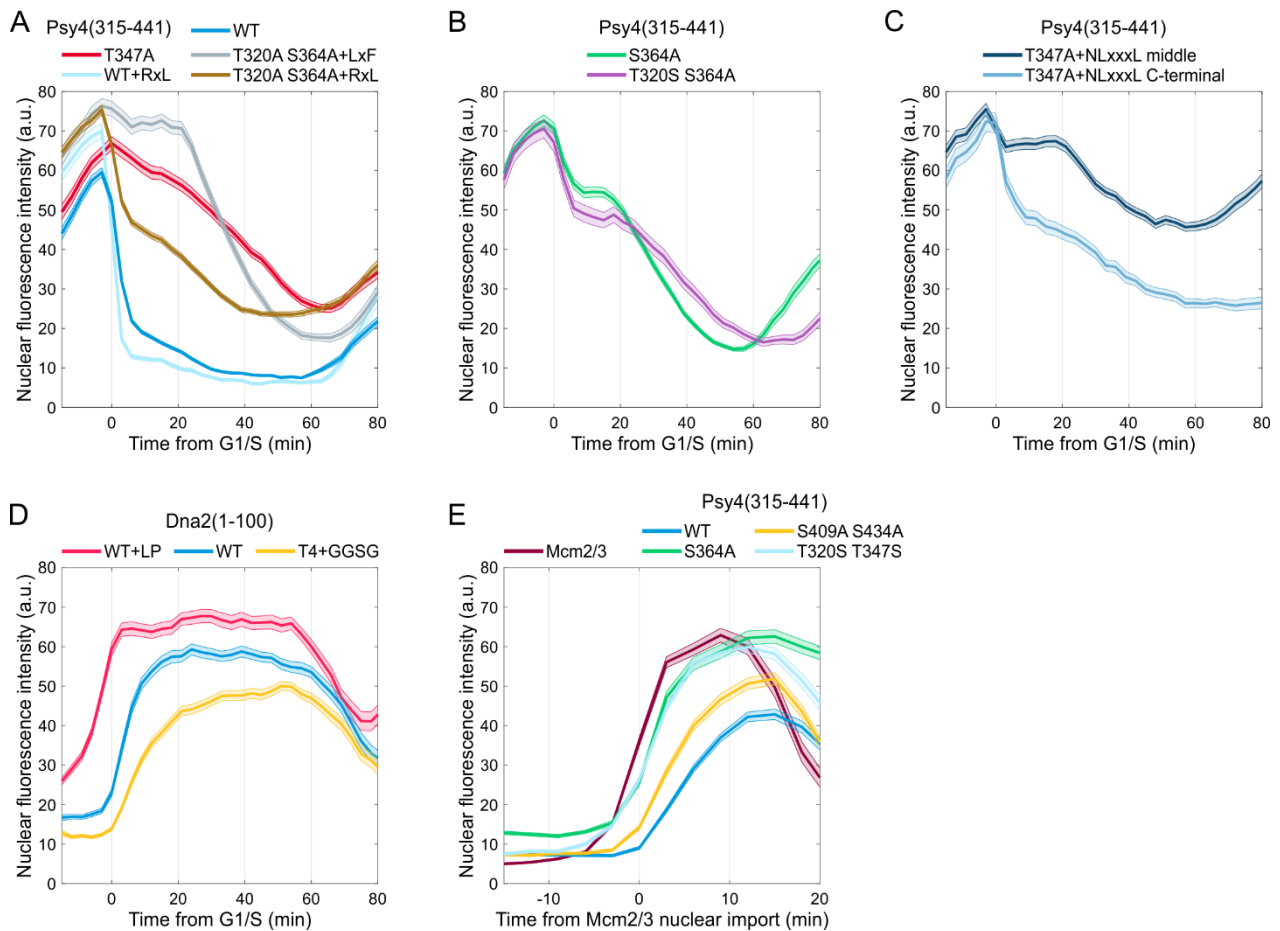 A
Psy4(315-441)
WT
T347A
T320A S364A+LxF
WT+RxL
T320A S364A+RxL
Nuclear fluorescence intensity (a.u.)
80
70
60
50
40
30
20
10
0
0 20 40 60 80
Time from G1/S (min)
B
Psy4(315-441)
S364A
T320S S364A
Nuclear fluorescence intensity (a.u.)
80
70
60
50
40
30
20
10
0
0 20 40 60 80
Time from G1/S (min)
C
Psy4(315-441)
T347A+NLxxxL middle
T347A+NLxxxL C-terminal
Nuclear fluorescence intensity (a.u.)
80
70
60
50
40
30
20
10
0
0 20 40 60 80
Time from G1/S (min)
D
Dna2(1-100)
WT+LP WT T4+GGSG
Nuclear fluorescence intensity (a.u.)
80
70
60
50
40
30
20
10
0
0 20 40 60 80
Time from G1/S (min)
E
Psy4(315-441)
WT S409A S434A
Mcm2/3 S364A T320S T347S
Nuclear fluorescence intensity (a.u.)
80
70
60
50
40
30
20
10
0
-10 0 10 20
Time from Mcm2/3 nuclear import (min)